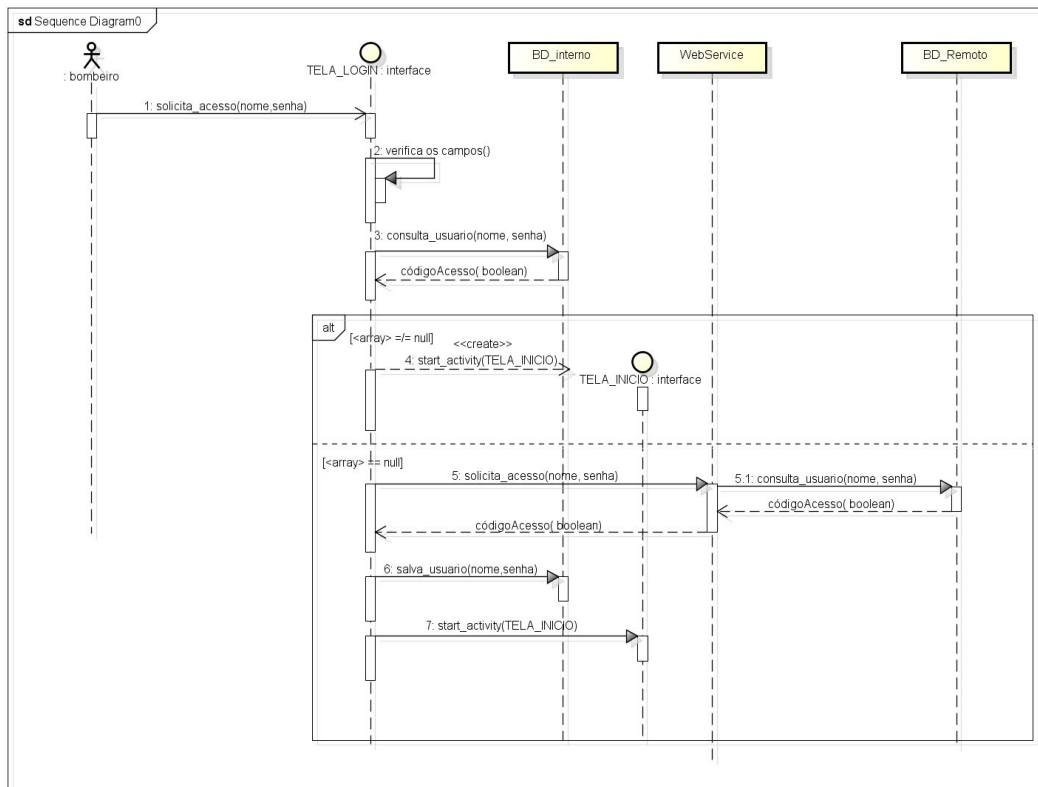 sd Sequence Diagram0
: bombeiro
TELA_LOGIN : interface
BD_interno
WebService
BD_Remoto
1: solicita_acesso(nome,senha)
2: verifica os campos()
3: consulta_usuario(nome, senha)
códigoAcesso( boolean)
alt
[<array> =/= null]
<<create>>
4: start_activity(TELA_INICIO)
TELA_INICIO : interface
[<array> == null]
5: solicita_acesso(nome, senha)
5.1: consulta_usuario(nome, senha)
códigoAcesso( boolean)
códigoAcesso( boolean)
6: salva_usuario(nome,senha)
7: start_activity(TELA_INICIO)